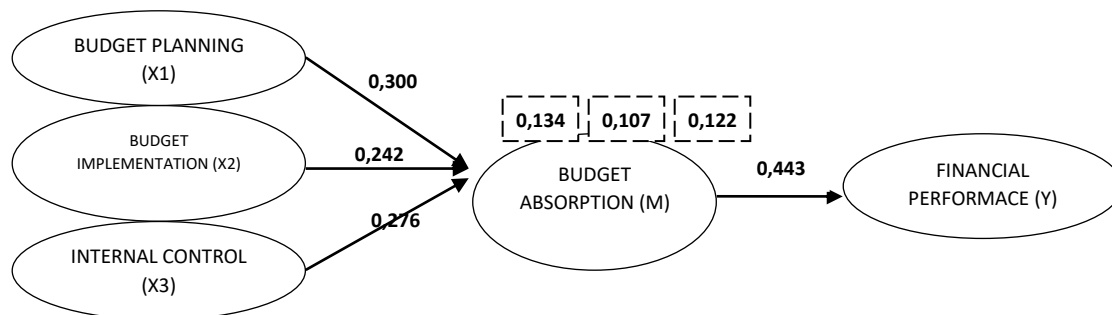 BUDGET PLANNING
(X1)
0,300
0,134
0,107
0,122
BUDGET
IMPLEMENTATION (X2)
0,242
BUDGET
ABSORPTION (M)
0,443
FINANCIAL
PERFORMACE (Y)
0,276
INTERNAL CONTROL
(X3)